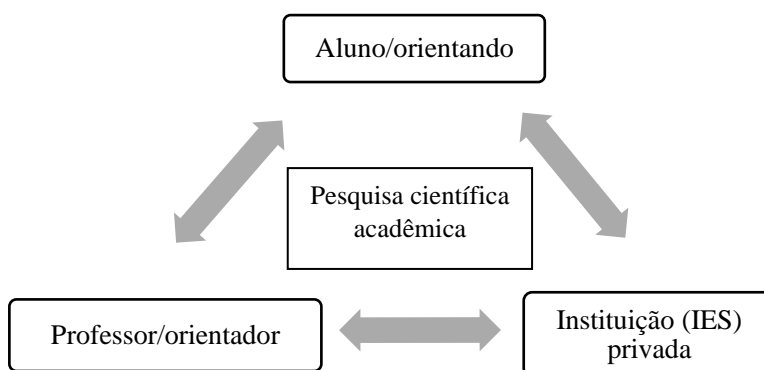 Aluno/orientando
Pesquisa científica
acadêmica
Professor/orientador
Instituição (IES)
privada